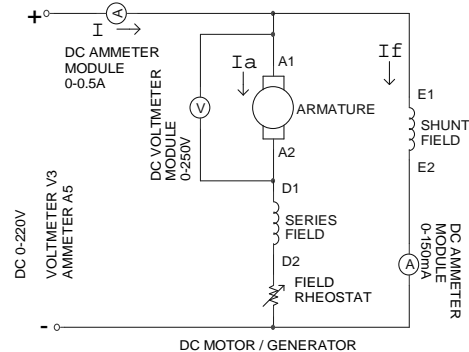 +
A
I
DC AMMETER
MODULE
0-0.5A
DC VOLTMETER
MODULE
0-250V
V
Ia
A1
ARMATURE
A2
If
E1
SHUNT
FIELD
E2
D1
SERIES
FIELD
D2
FIELD
RHEOSTAT
A
DC AMMETER
MODULE
0-150mA
DC 0-220V
VOLTMETER V3
AMMETER A5
-
DC MOTOR / GENERATOR